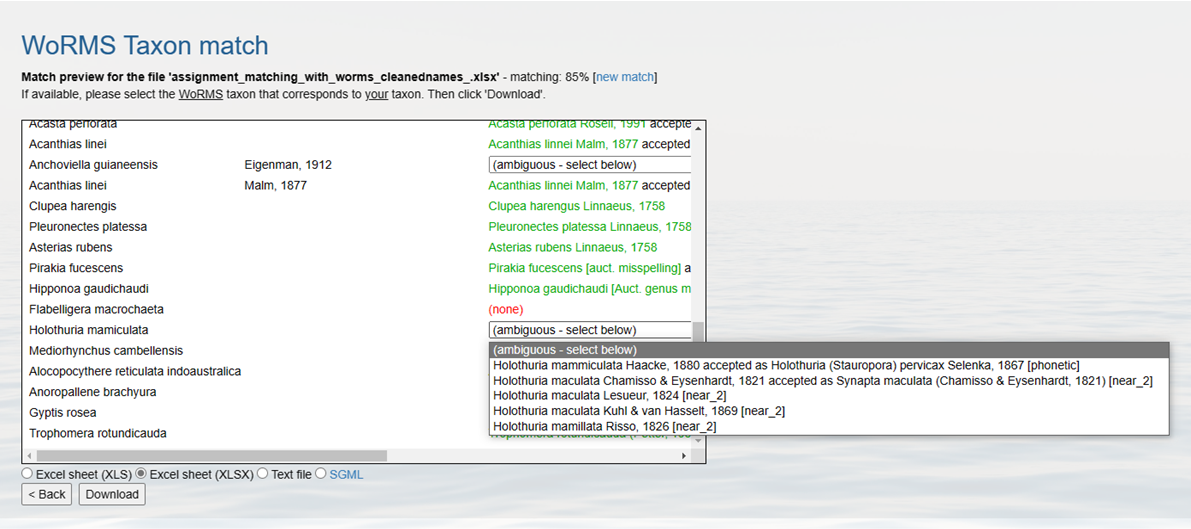 WoRMS Taxon match
Match preview for the file 'assignment_matching_with_worms_cleanednames_.xlsx' - matching: 85% [new match]
If available, please select the WoRMS taxon that corresponds to your taxon. Then click 'Download'.
Acasta perforata Acasta perforata Rosell, 1991 accepte
Acanthias linei Acanthias linnei Malm, 1877 accepted
Anchoviella guianeensis Eigenman, 1912 (ambiguous - select below)
Acanthias linei Malm, 1877 Acanthias linnei Malm, 1877 accepted
Clupea harengis Clupea harengus Linnaeus, 1758
Pleuronectes platessa Pleuronectes platessa Linnaeus, 1758
Asterias rubens Asterias rubens Linnaeus, 1758
Pirakia fucescens Pirakia fucescens [auct. misspelling] a
Hipponoa gaudichaudi Hipponoa gaudichaudi [Auct. genus m
Flabelligera macrochaeta (none)
Holothuria mamiculata (ambiguous - select below)
Mediorhynchus cambellensis (ambiguous - select below)
Holothuria mammiculata Haacke, 1880 accepted as Holothuria (Stauropora) pervicax Selenka, 1867 [phonetic]
Alocopocythere reticulata indoaustralica Holothuria maculata Chamisso & Eysenhardt, 1821 accepted as Synapta maculata (Chamisso & Eysenhardt, 1821) [near_2]
Anoropallene brachyura Holothuria maculata Lesueur, 1824 [near_2]
Gyptis rosea Holothuria maculata Kuhl & van Hasselt, 1869 [near_2]
Holothuria mamillata Risso, 1826 [near_2]
Trophomera rotundicauda
Excel sheet (XLS) Excel sheet (XLSX) Text file SGML
< Back Download